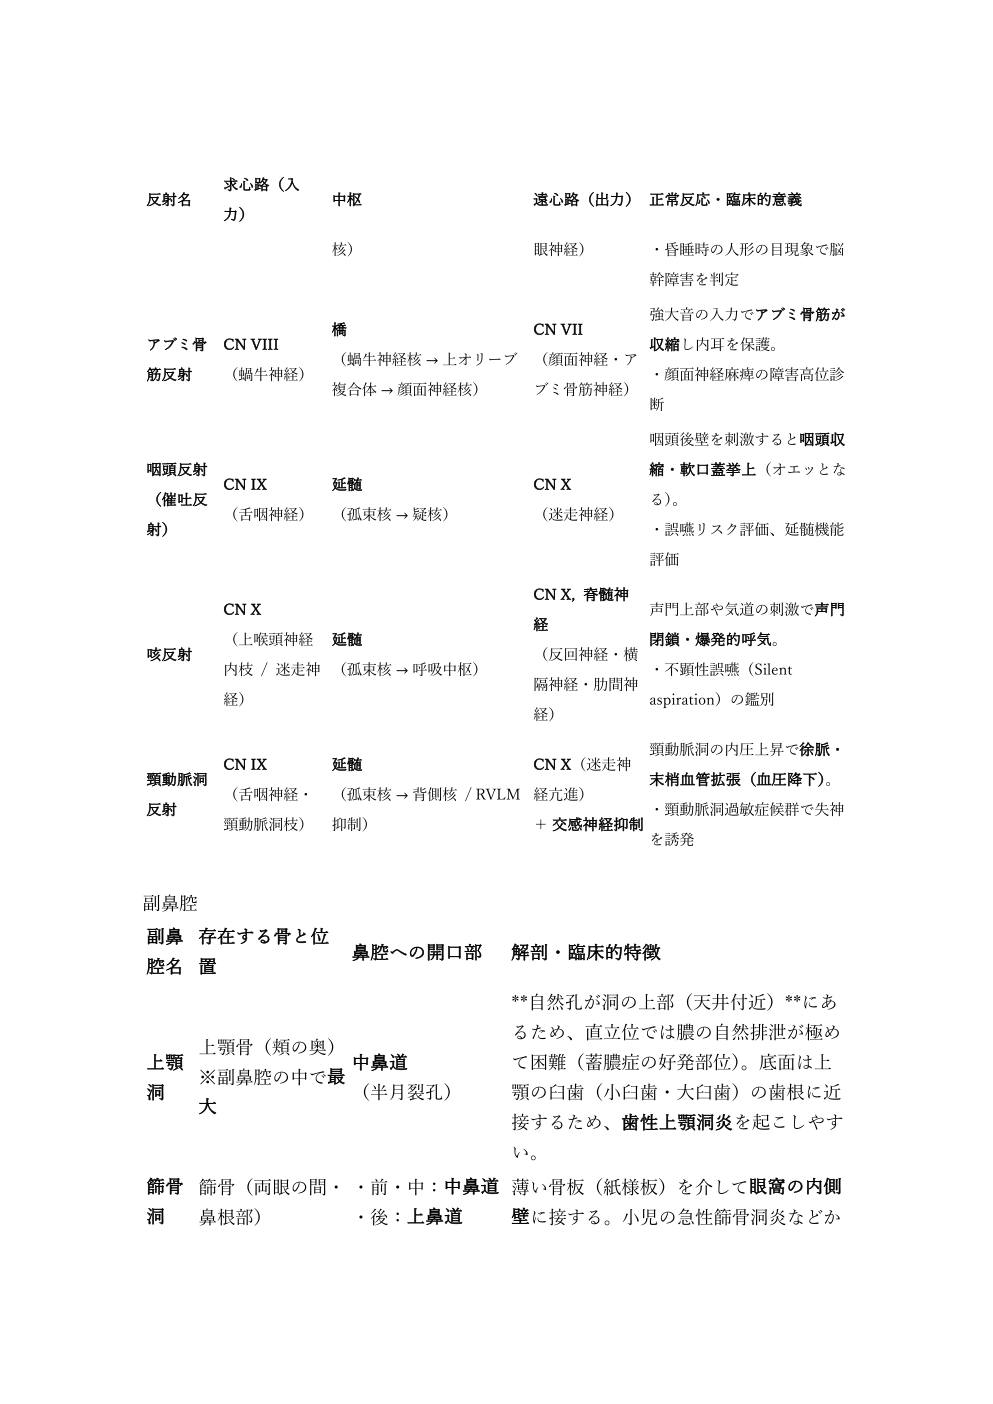 反射名
求心路（入
力）
中枢
遠心路（出力）
正常反応・臨床的意義
核）
眼神経）
・昏睡時の人形の目現象で脳
幹障害を判定
アブミ骨
筋反射
CN VIII
（蝸牛神経）
橋
（蝸牛神経核 → 上オリーブ
複合体 → 顔面神経核）
CN VII
（顔面神経・ア
ブミ骨筋神経）
強大音の入力でアブミ骨筋が
収縮し内耳を保護。
・顔面神経麻痺の障害高位診
断
咽頭反射
（催吐反
射）
CN IX
（舌咽神経）
延髄
（孤束核 → 疑核）
CN X
（迷走神経）
咽頭後壁を刺激すると咽頭収
縮・軟口蓋挙上（オエッとな
る）。
・誤嚥リスク評価、延髄機能
評価
咳反射
CN X
（上喉頭神経
内枝 / 迷走神
経）
延髄
（孤束核 → 呼吸中枢）
CN X, 脊髄神
経
（反回神経・横
隔神経・肋間神
経）
声門上部や気道の刺激で声門
閉鎖・爆発的呼気。
・不顕性誤嚥（Silent
aspiration）の鑑別
頸動脈洞
反射
CN IX
（舌咽神経・
頸動脈洞枝）
延髄
（孤束核 → 背側核 / RVLM
抑制）
CN X（迷走神
経亢進）
＋ 交感神経抑制
頸動脈洞の内圧上昇で徐脈・
末梢血管拡張（血圧降下）。
・頸動脈洞過敏症候群で失神
を誘発
副鼻腔
副鼻
腔名
存在する骨と位
置
鼻腔への開口部
解剖・臨床的特徴
上顎
洞
上顎骨（頬の奥）
※副鼻腔の中で最
大
中鼻道
（半月裂孔）
**自然孔が洞の上部（天井付近）**にあ
るため、直立位では膿の自然排泄が極め
て困難（蓄膿症の好発部位）。底面は上
顎の臼歯（小臼歯・大臼歯）の歯根に近
接するため、歯性上顎洞炎を起こしやす
い。
篩骨
洞
篩骨（両眼の間・
鼻根部）
・前・中：中鼻道
・後：上鼻道
薄い骨板（紙様板）を介して眼窩の内側
壁に接する。小児の急性篩骨洞炎などか